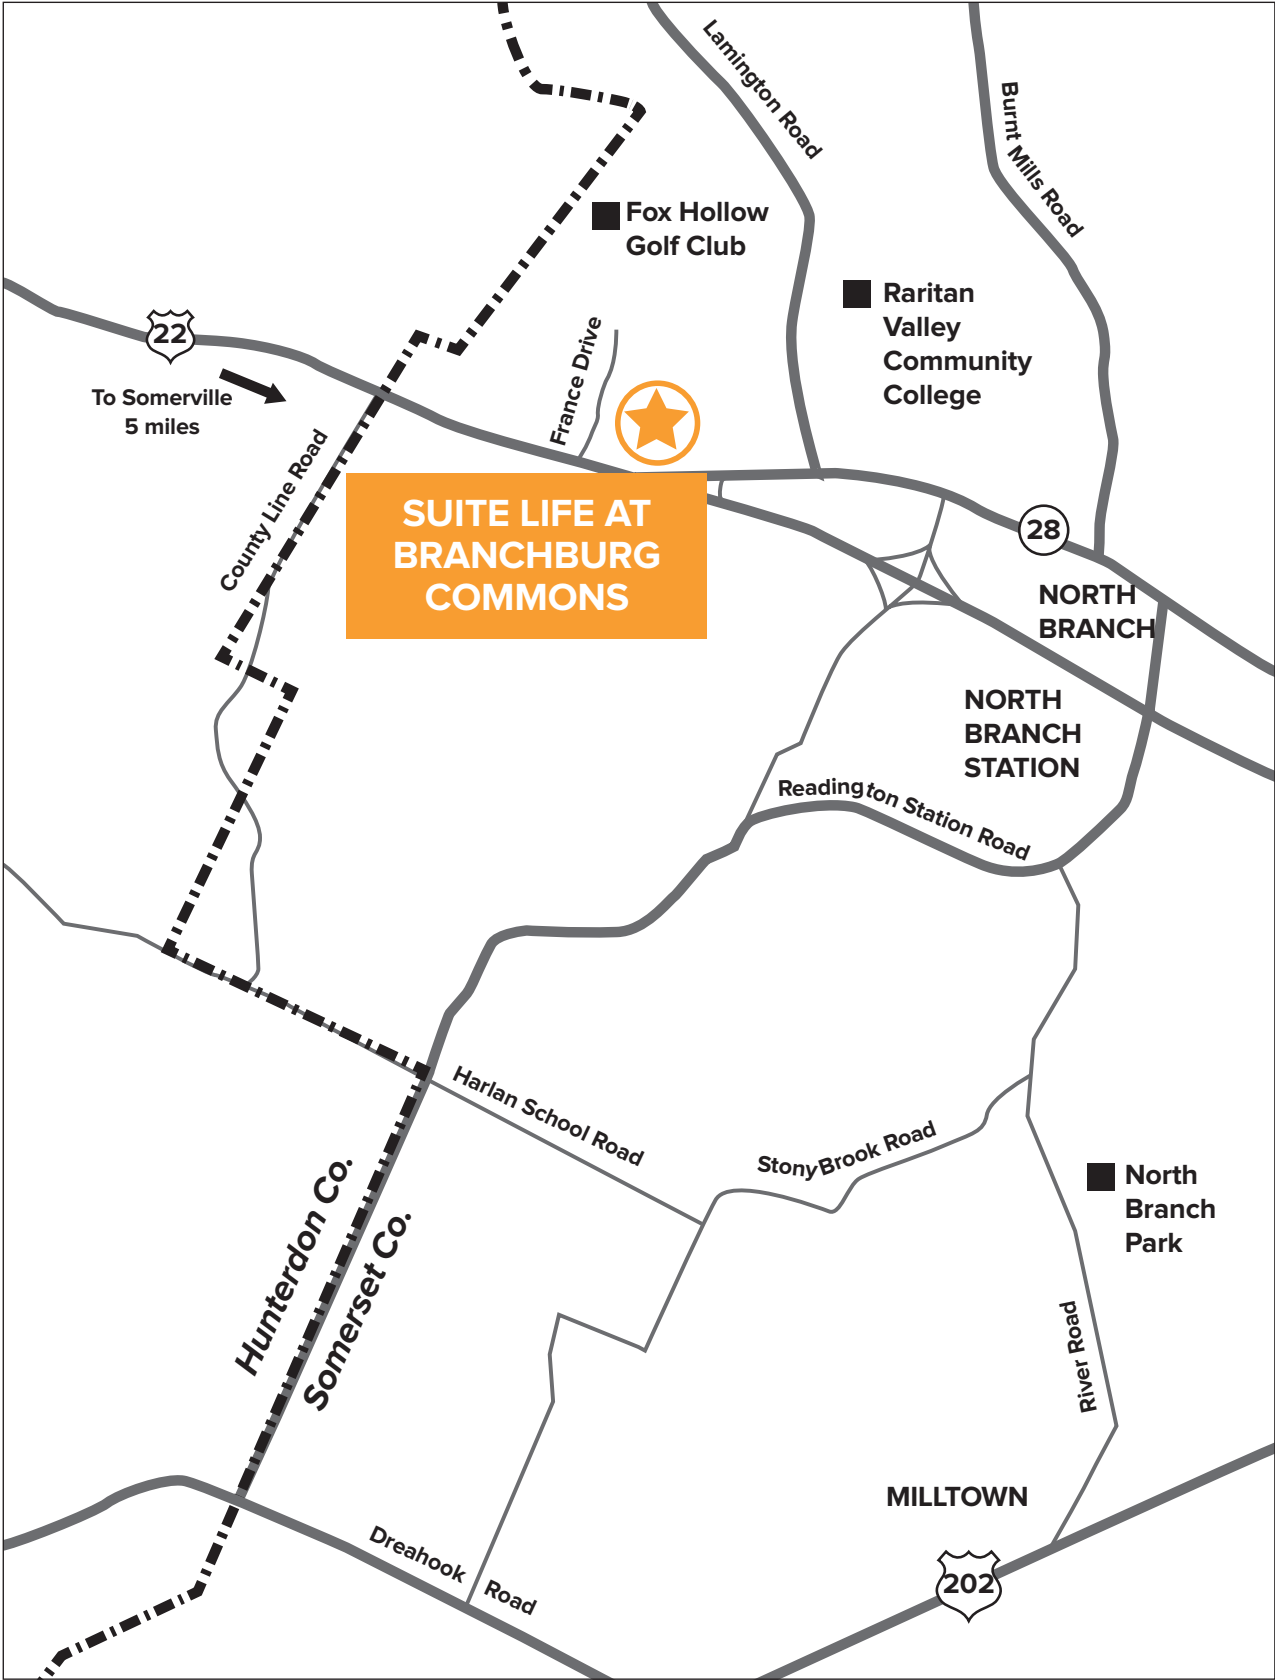 Lamington Road
Burnt Mills Road
Fox Hollow
Golf Club
Raritan
Valley
Community
College
22
To Somerville
5 miles
France Drive
County Line Road
SUITE LIFE AT
BRANCHBURG
COMMONS
28
NORTH
BRANCH
NORTH
BRANCH
STATION
Readington Station Road
Harlan School Road
Stony Brook Road
North
Branch
Park
Hunterdon Co.
Somerset Co.
River Road
MILLTOWN
202
Dreahook Road